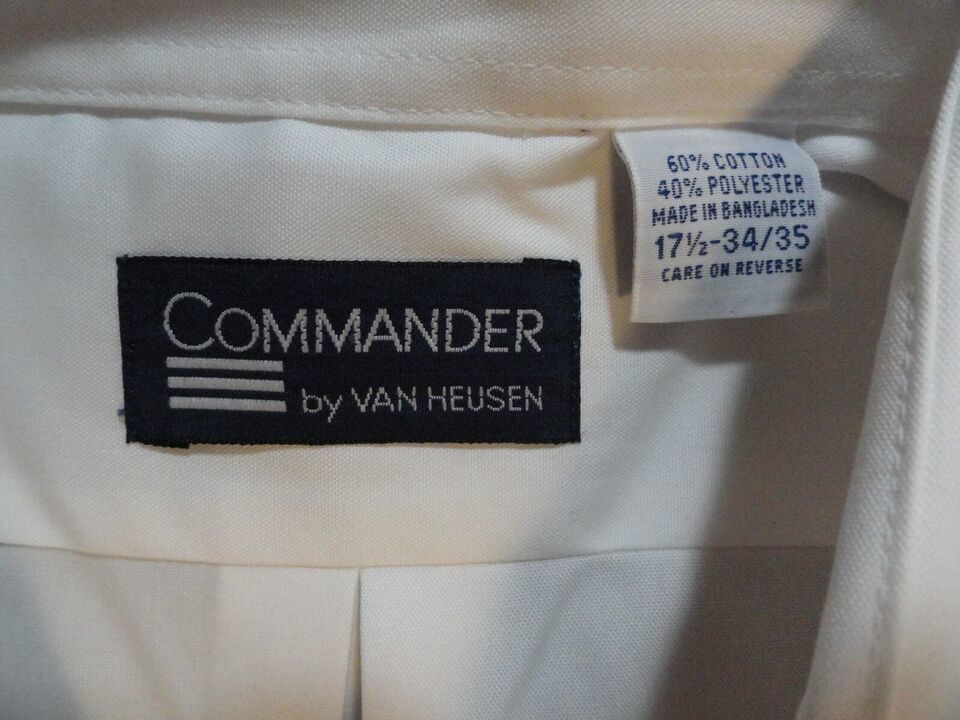 COMMANDER
by VAN HEUSEN
60% COTTON
40% POLYESTER
MADE IN BANGLADESH
17½-34/35
CARE ON REVERSE